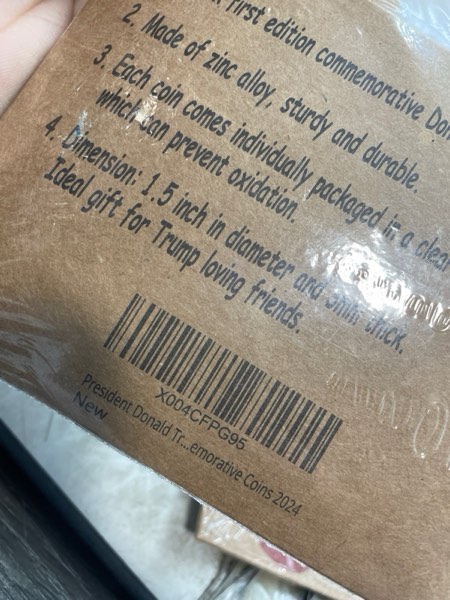 First edition commemorative
2. Made of zinc alloy, sturdy and durable.
3. Each coin comes individually packaged in a clear
which can prevent oxidation.
4. Dimension: 1.5 inch in diameter and thick.
Ideal gift for Trump loving friends.
X004CFPG95
President Donald Tr...emorative Coins 2024
New